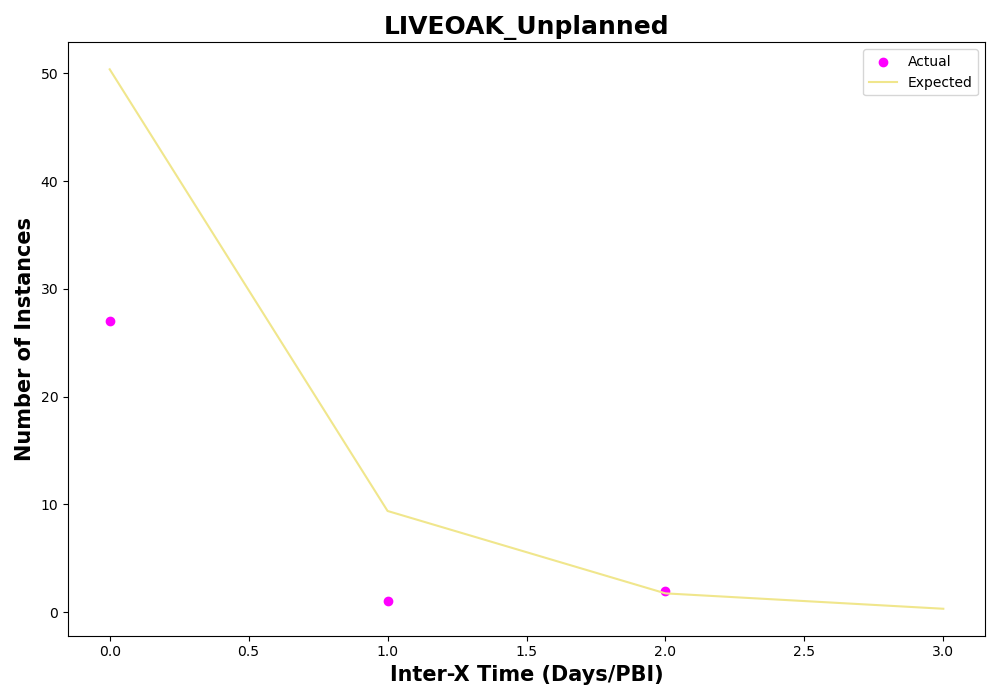 LIVEOAK_Unplanned
Actual
Expected
Number of Instances
50
40
30
20
10
0
0.0 0.5 1.0 1.5 2.0 2.5 3.0
Inter-X Time (Days/PBI)